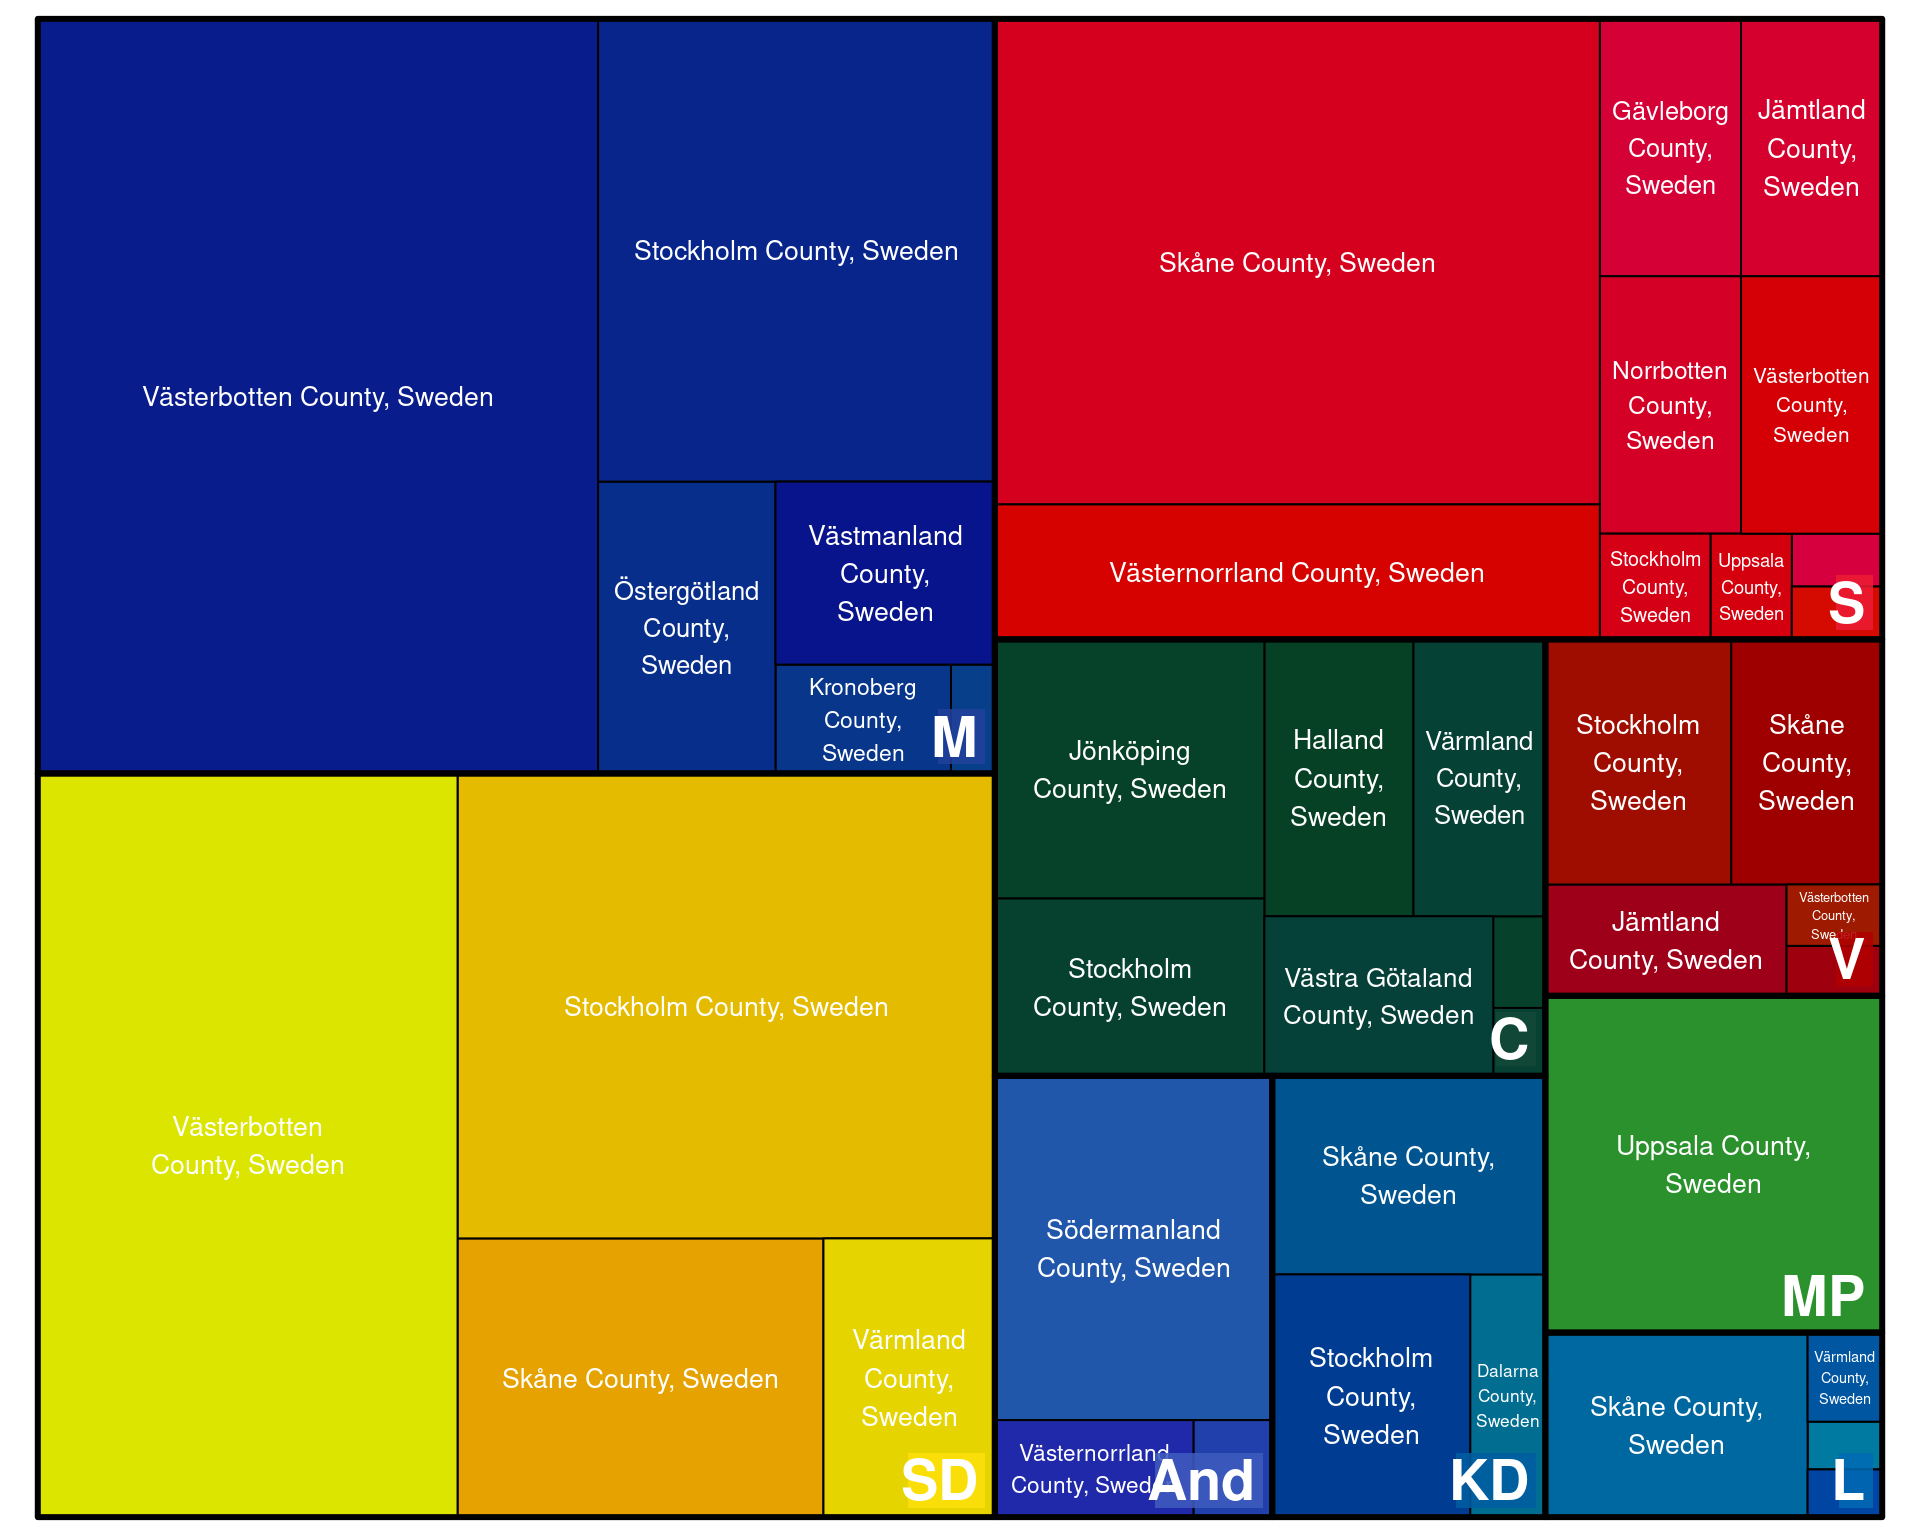 Västerbotten County, Sweden
Stockholm County, Sweden
Östergötland
County,
Sweden
Västmanland
County,
Sweden
Kronoberg
County,
Sweden
M
Västerbotten
County, Sweden
Stockholm County, Sweden
Skåne County, Sweden
Värmland
County,
Sweden
SD
Skåne County, Sweden
Västernorrland County, Sweden
Gävleborg
County,
Sweden
Jämtland
County,
Sweden
Norrbotten
County,
Sweden
Västerbotten
County,
Sweden
Stockholm
County,
Sweden
Uppsala
County,
Sweden
S
Jönköping
County, Sweden
Stockholm
County, Sweden
Halland
County,
Sweden
Värmland
County,
Sweden
Västra Götaland
County, Sweden
C
Stockholm
County,
Sweden
Skåne
County,
Sweden
Jämtland
County, Sweden
Västerbotten
County,
Sweden
V
Södermanland
County, Sweden
Västernorrland
County, Sweden
And
Skåne County,
Sweden
Stockholm
County,
Sweden
Dalarna
County,
Sweden
KD
Uppsala County,
Sweden
MP
Skåne County,
Sweden
Värmland
County,
Sweden
L